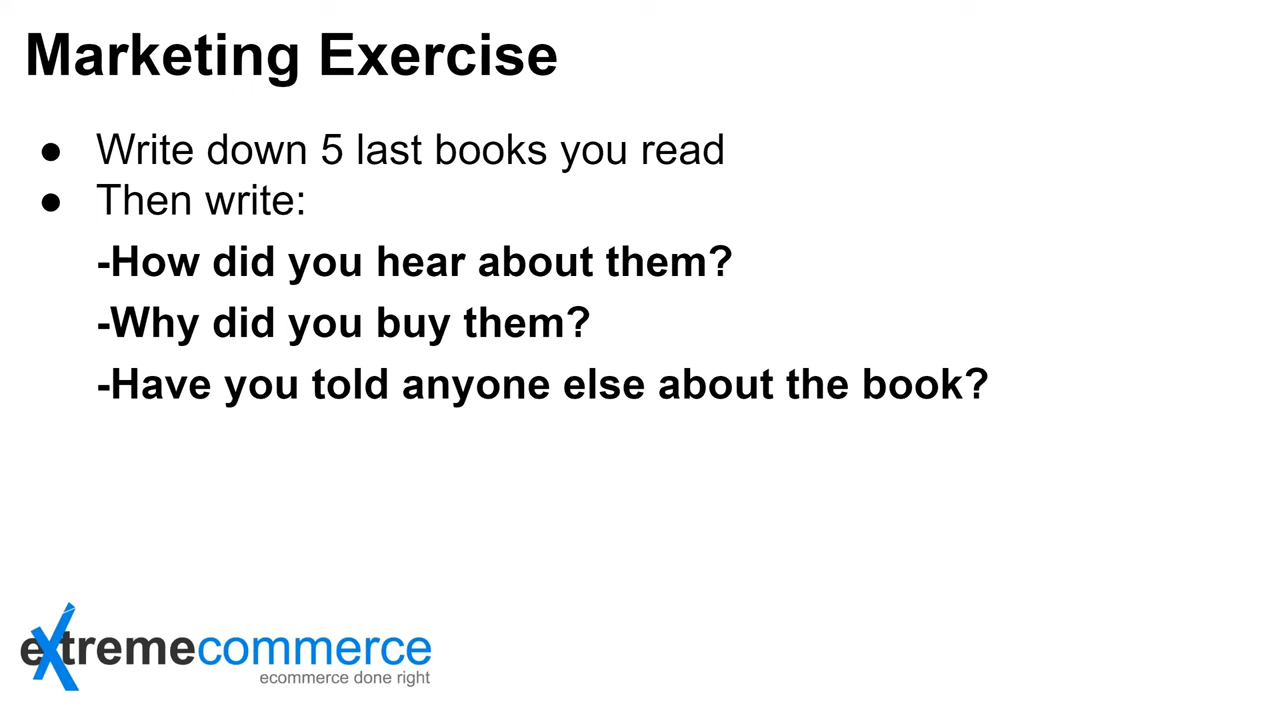 Marketing Exercise
● Write down 5 last books you read
● Then write:
-How did you hear about them?
-Why did you buy them?
-Have you told anyone else about the book?
extremecommerce
ecommerce done right